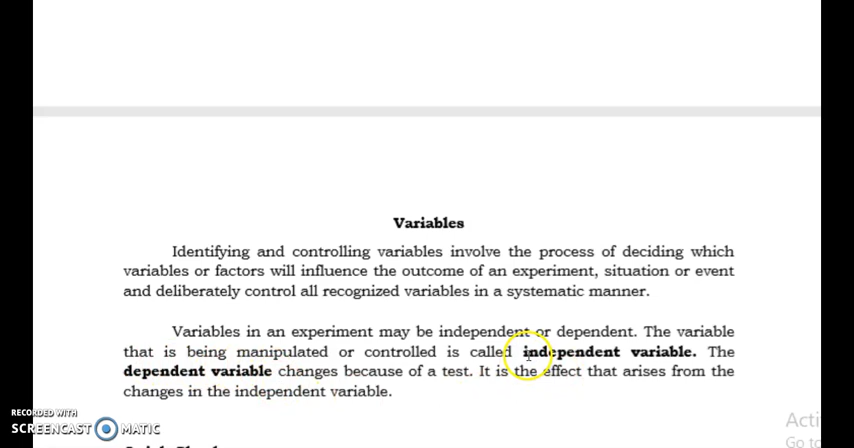 Variables
Identifying and controlling variables involve the process of deciding which
variables or factors will influence the outcome of an experiment, situation or event
and deliberately control all recognized variables in a systematic manner.
Variables in an experiment may be independent or dependent. The variable
that is being manipulated or controlled is called independent variable. The
dependent variable changes because of a test. It is the effect that arises from the
changes in the independent variable.
RECORDED WITH
SCREENCAST MATIC
Acti
Go to